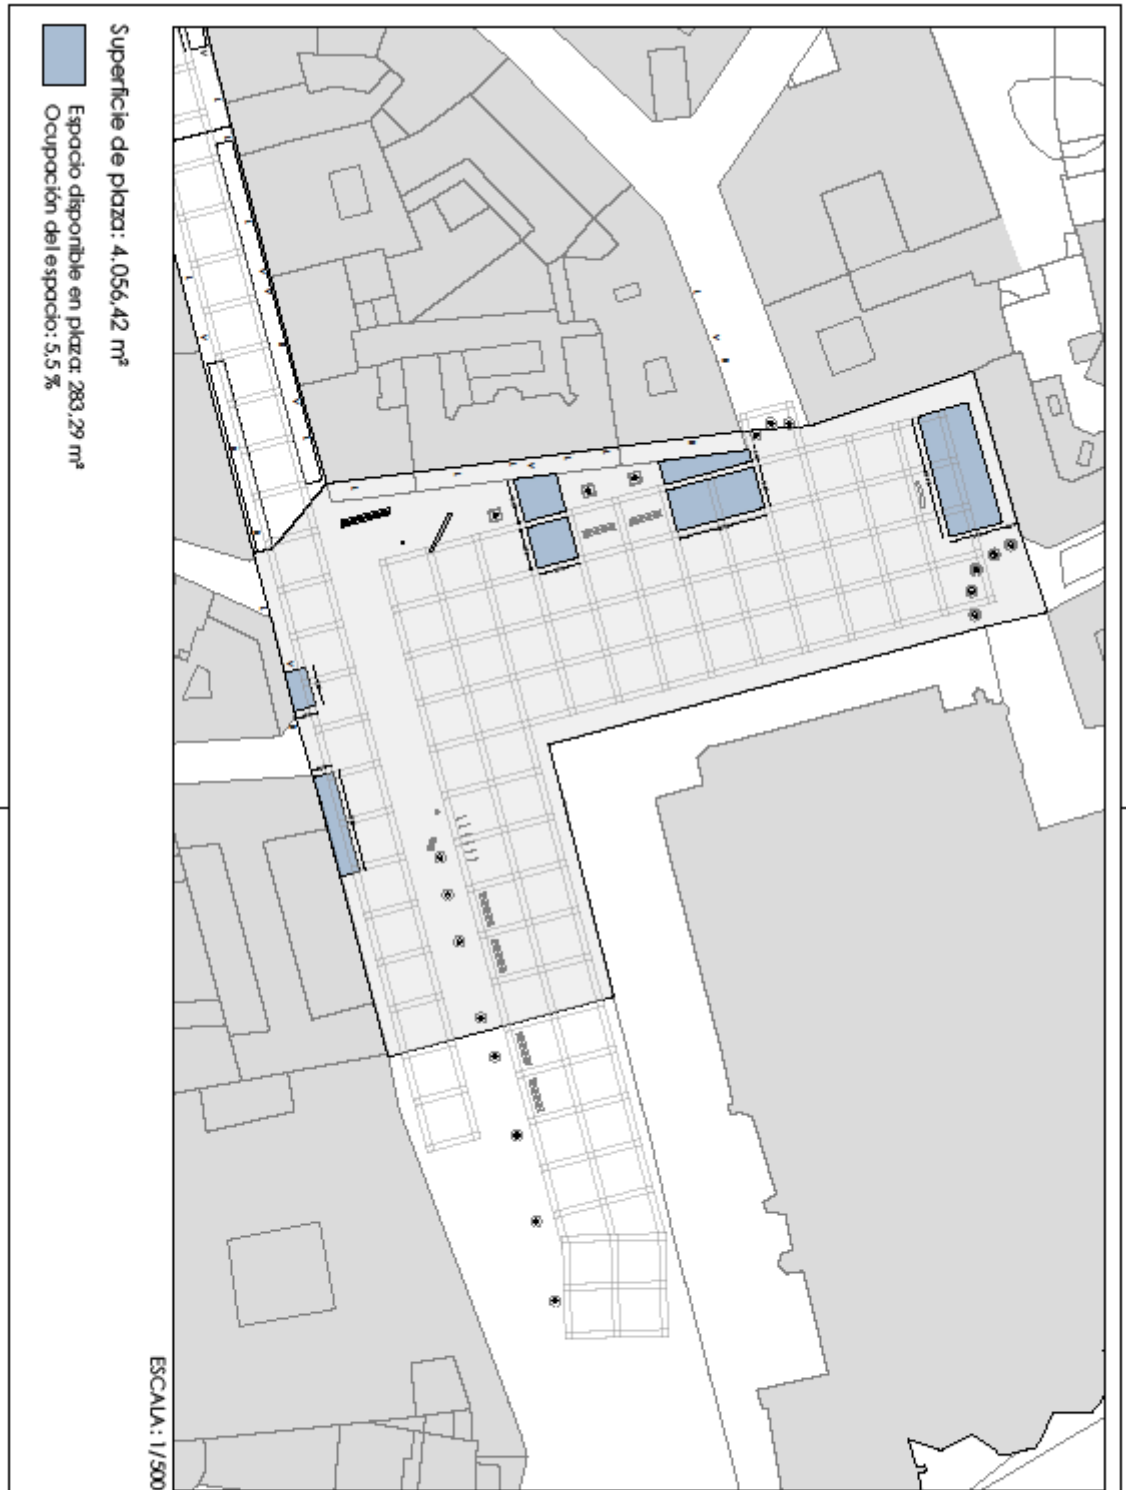 Superficie de plaza: 4.056,42 m²
Espacio disponible en plaza: 283,29 m²
Ocupación del espacio: 5,5 %
ESCALA: 1/500